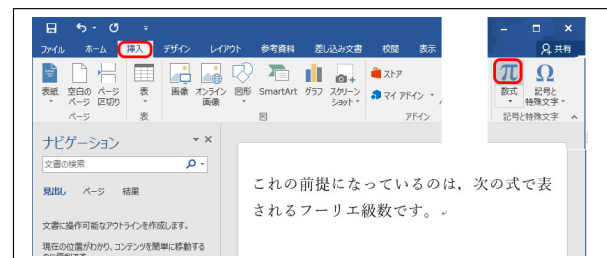 ファイル ホーム 挿入 デザイン レイアウト 参考資料 差し込み文書 校閲 表示 共有
表紙 空白の ページ 表 画像 オンライン 図形 SmartArt グラフ スクリーン ストア 数式 記号と
ページ 区切り 画像 ショット マイ アドイン 特殊文字
ページ 表 図 アドイン 記号と特殊文字
ナビゲーション
文書の検索
見出し ページ 結果
これの前提になっているのは，次の式で表
されるフーリエ級数です。
文書に操作可能なアウトラインを作成します。
現在の位置がわかり、コンテンツを簡単に移動する